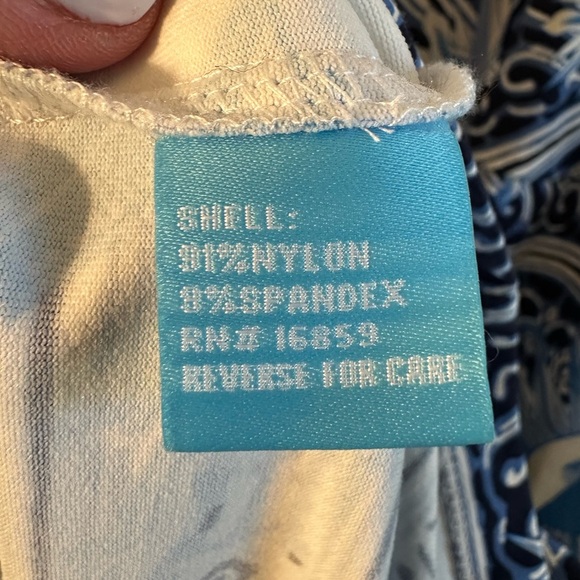 SHELL:
91%NYLON
9%SPANDEX
RN# 16859
REVERSE FOR CARE